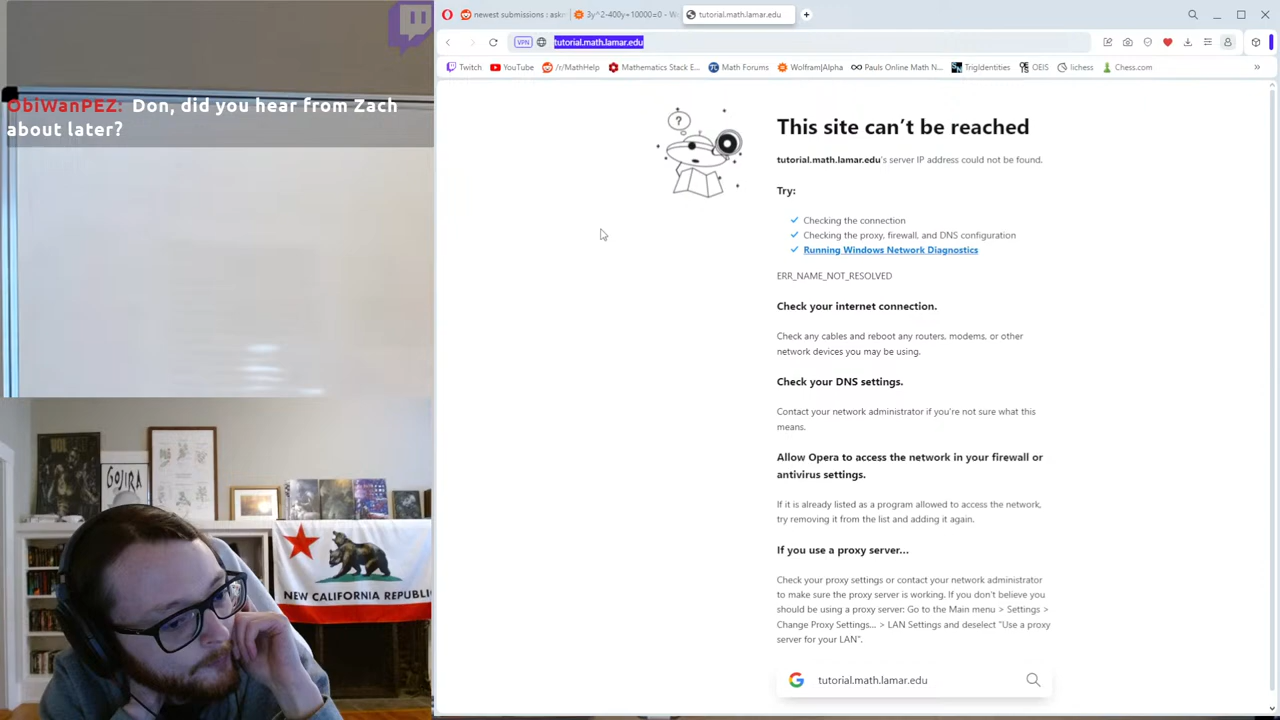 ObiWanPEZ: Don, did you hear from Zach
about later?
VOL
GOJIRA
NEW CALIFORNIA REPUBLIC
newest submissions : ask
3y^2-400y+10000=0 - W
tutorial.math.lamar.edu
VPN
tutorial.math.lamar.edu
Twitch
YouTube
/r/MathHelp
Mathematics Stack E...
Math Forums
Wolfram|Alpha
Pauls Online Math N...
TrigIdentities
OEIS
lichess
Chess.com
»
This site can’t be reached
tutorial.math.lamar.edu's server IP address could not be found.
Try:
Checking the connection
Checking the proxy, firewall, and DNS configuration
Running Windows Network Diagnostics
ERR_NAME_NOT_RESOLVED
Check your internet connection.
Check any cables and reboot any routers, modems, or other
network devices you may be using.
Check your DNS settings.
Contact your network administrator if you're not sure what this
means.
Allow Opera to access the network in your firewall or
antivirus settings.
If it is already listed as a program allowed to access the network,
try removing it from the list and adding it again.
If you use a proxy server...
Check your proxy settings or contact your network administrator
to make sure the proxy server is working. If you don't believe you
should be using a proxy server: Go to the Main menu > Settings >
Change Proxy Settings... > LAN Settings and deselect "Use a proxy
server for your LAN".
tutorial.math.lamar.edu